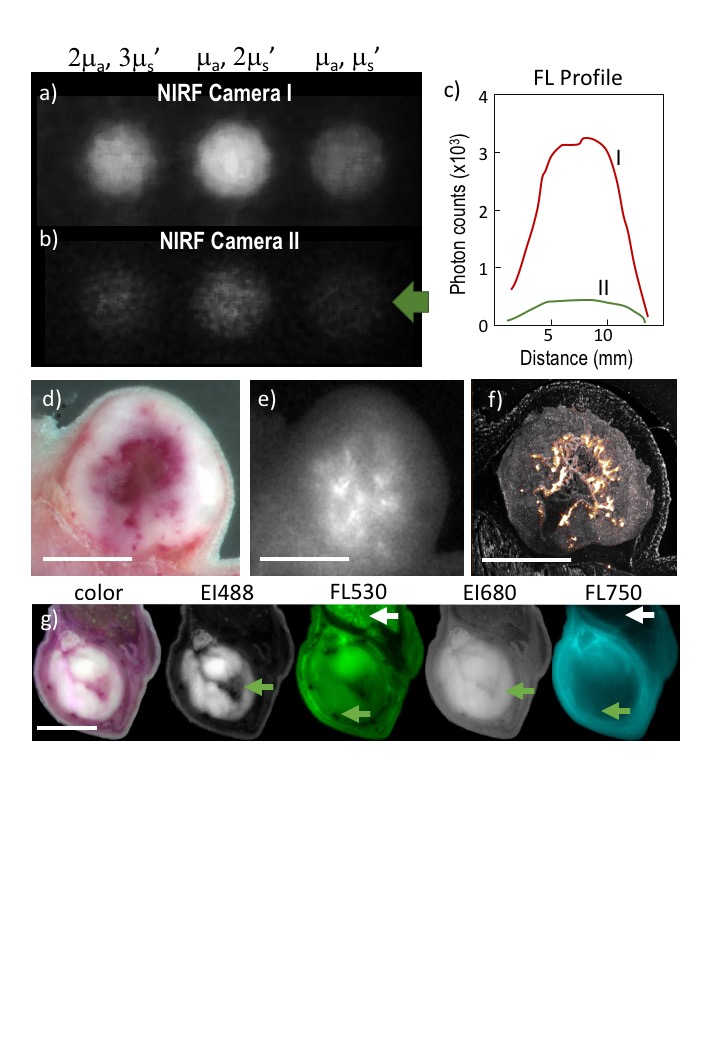 2μa, 3μs’ μa, 2μs’ μa, μs’
a) NIRF Camera I
b) NIRF Camera II
c) FL Profile
Photon counts (x10³)
4
3
2
1
0
I
II
5 10
Distance (mm)
d) e) f)
color EI488 FL530 EI680 FL750
g)